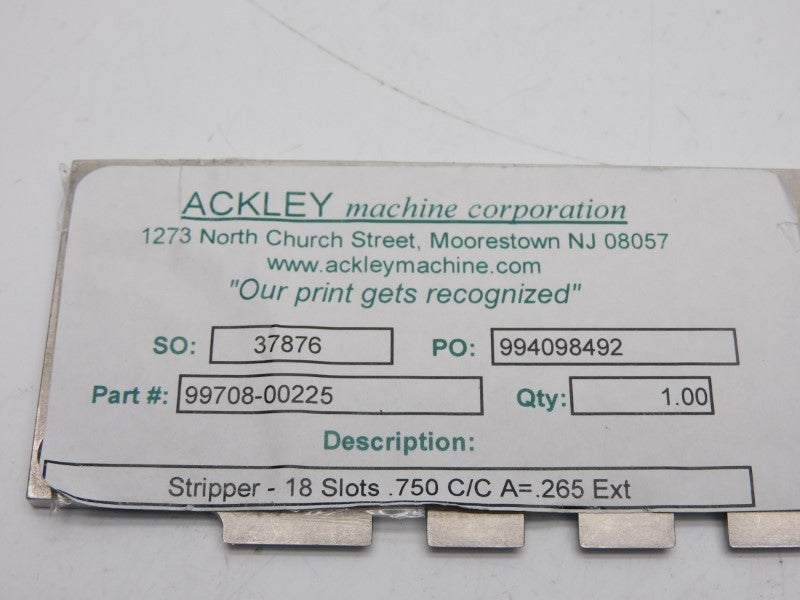 ACKLEY machine corporation
1273 North Church Street, Moorestown NJ 08057
www.ackleymachine.com
"Our print gets recognized"
SO: 37876 PO: 994098492
Part #: 99708-00225 Qty: 1.00
Description:
Stripper - 18 Slots .750 C/C A=.265 Ext